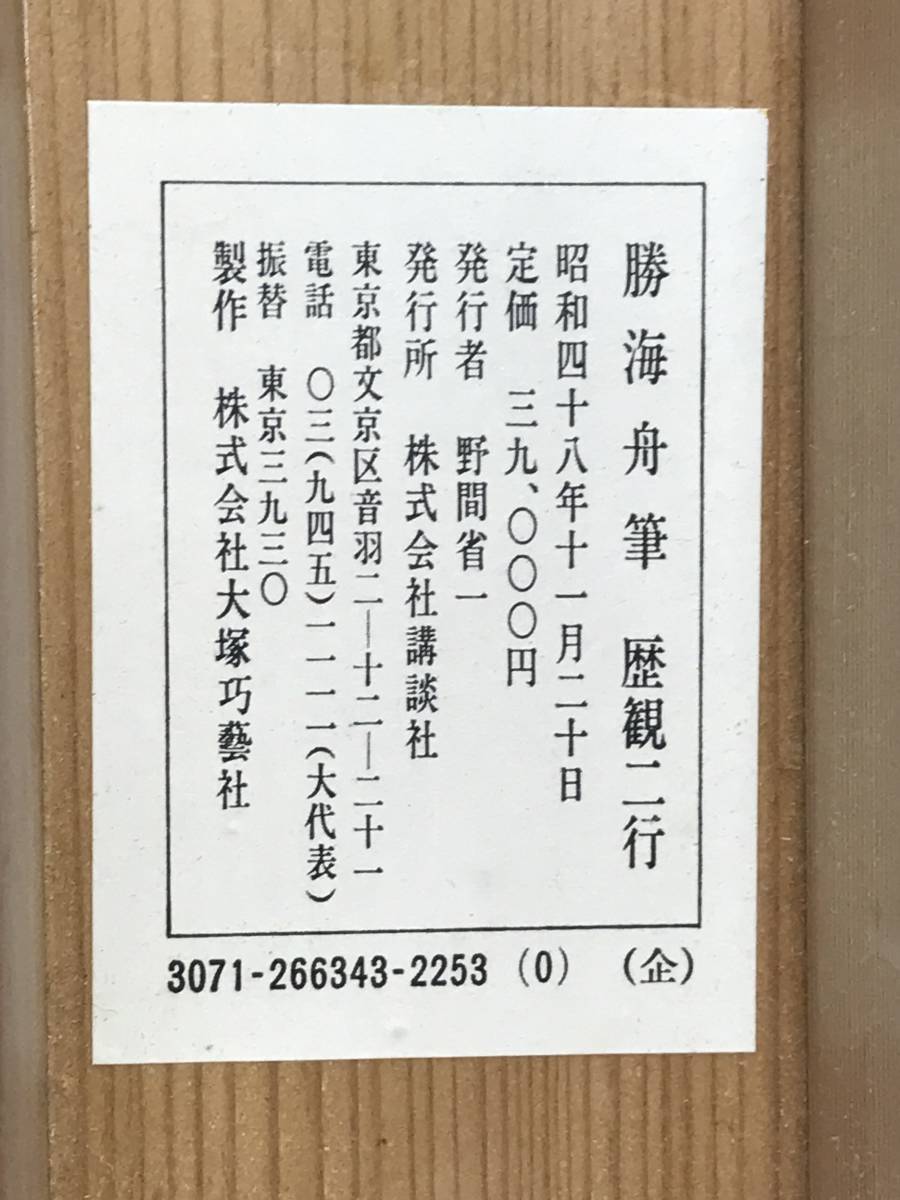 勝海舟筆　歴観二行
昭和四十八年十一月二十日
定価　三九、〇〇〇円
発行者　野間省一
発行所　株式会社講談社
東京都文京区音羽二―十二―二十一
電話　〇三(九四五)一一一一(大代表)
振替　東京三九三〇
製作　株式会社大塚巧藝社
3071-266343-2253 (0)　(企)